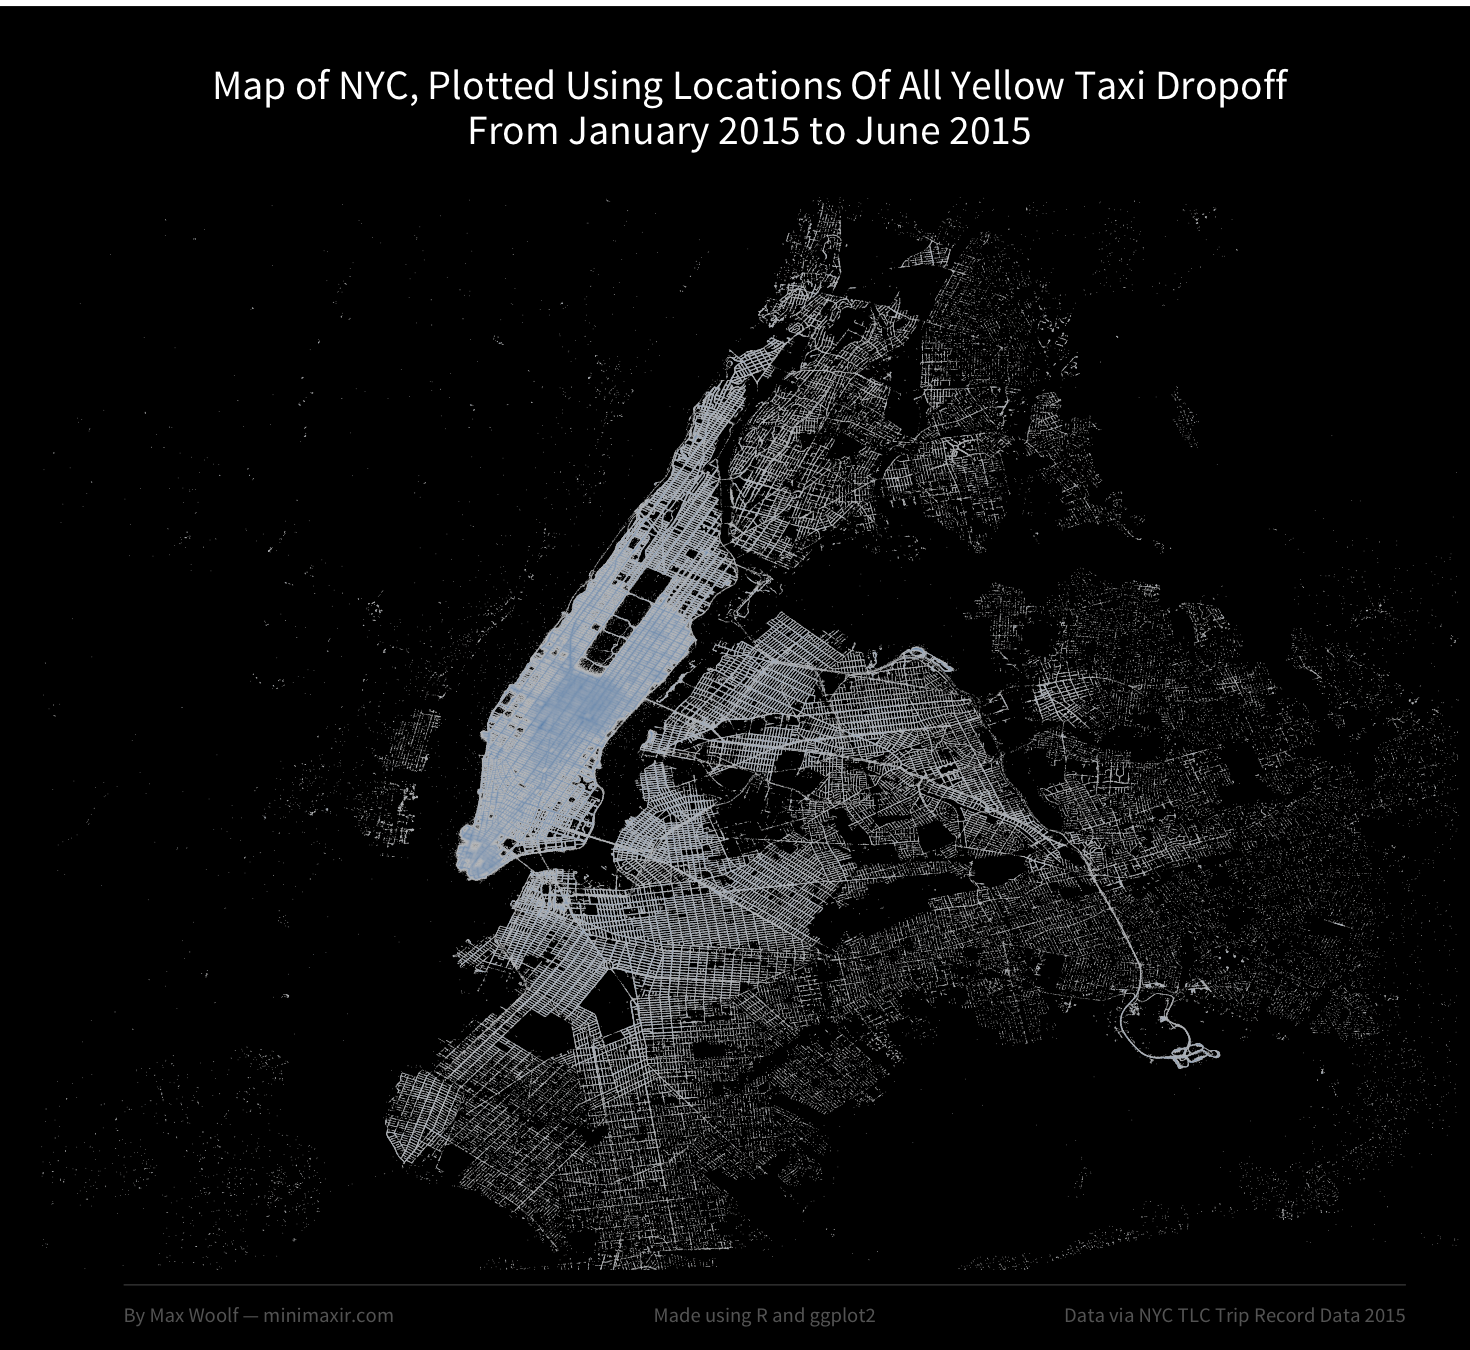 Map of NYC, Plotted Using Locations Of All Yellow Taxi Dropoff
From January 2015 to June 2015
By Max Woolf — minimaxir.com
Made using R and ggplot2
Data via NYC TLC Trip Record Data 2015